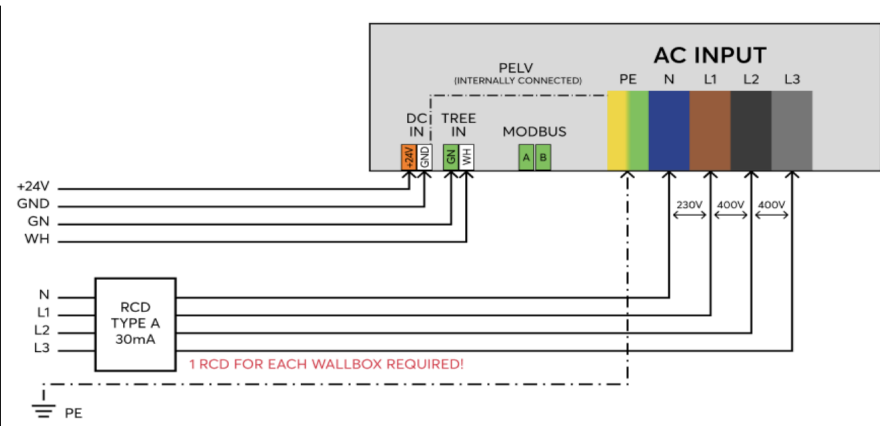 AC INPUT
PELV
(INTERNALLY CONNECTED)
PE N L1 L2 L3
DC IN
TREE IN
MODBUS
+24V GND GN WH A B
+24V
GND
GN
WH
230V 400V 400V
N
L1
L2
L3
RCD
TYPE A
30mA
1 RCD FOR EACH WALLBOX REQUIRED!
PE